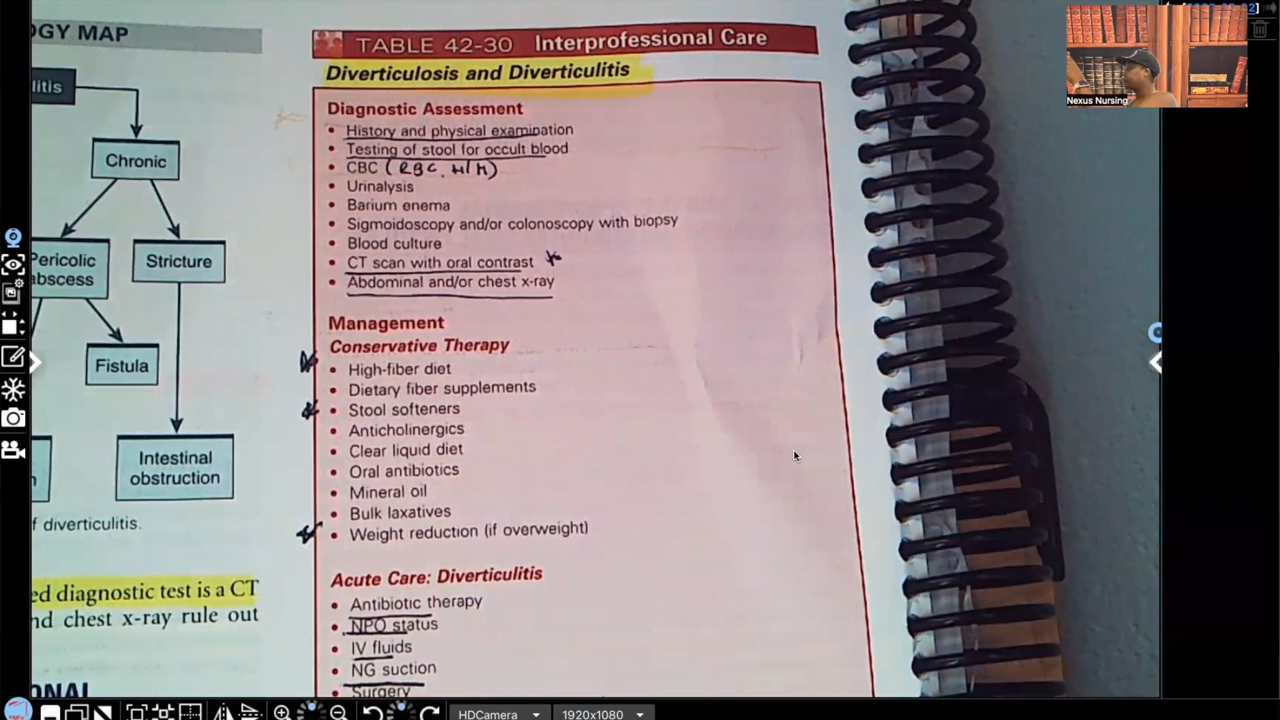 OGY MAP
litis
Chronic
Pericolic
abscess
Stricture
Fistula
Intestinal
obstruction
f diverticulitis.
ed diagnostic test is a CT
nd chest x-ray rule out
ONAL
TABLE 42-30 Interprofessional Care
Diverticulosis and Diverticulitis
Diagnostic Assessment
• History and physical examination
• Testing of stool for occult blood
• CBC (RBC, H/H)
• Urinalysis
• Barium enema
• Sigmoidoscopy and/or colonoscopy with biopsy
• Blood culture
• CT scan with oral contrast
• Abdominal and/or chest x-ray
Management
Conservative Therapy
• High-fiber diet
• Dietary fiber supplements
• Stool softeners
• Anticholinergics
• Clear liquid diet
• Oral antibiotics
• Mineral oil
• Bulk laxatives
• Weight reduction (if overweight)
Acute Care: Diverticulitis
• Antibiotic therapy
• NPO status
• IV fluids
• NG suction
• Surgery
Nexus Nursing
HDCamera
1920x1080